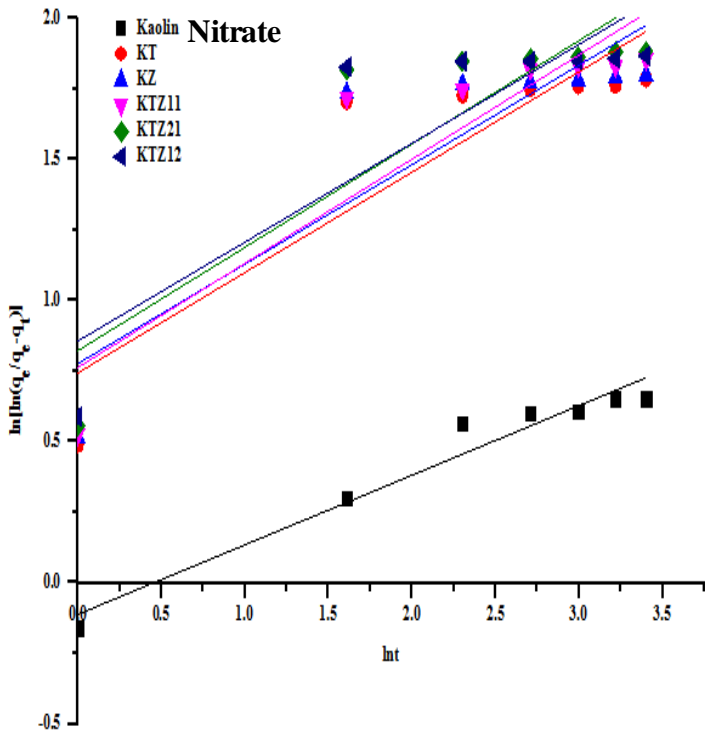 2.0
Kaolin Nitrate
KT
KZ
KTZ11
KTZ21
KTZ12
1.5
1.0
0.5
0.0
-0.5
ln[ln(qe/qe-qt)]
0.0 0.5 1.0 1.5 2.0 2.5 3.0 3.5
lnt